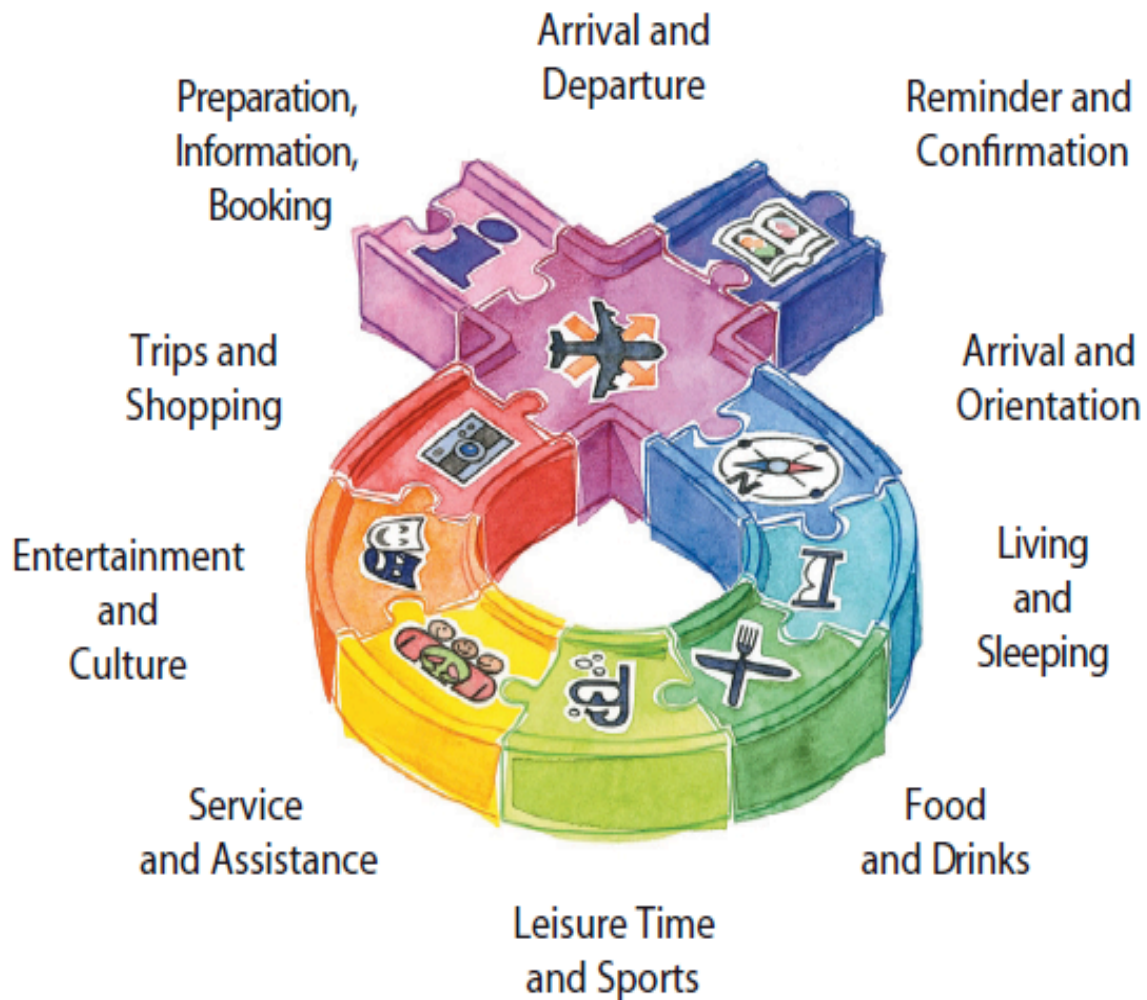 Arrival and
Departure
Preparation,
Information,
Booking
Reminder and
Confirmation
Trips and
Shopping
Arrival and
Orientation
Entertainment
and
Culture
Living
and
Sleeping
Service
and Assistance
Food
and Drinks
Leisure Time
and Sports
i
N